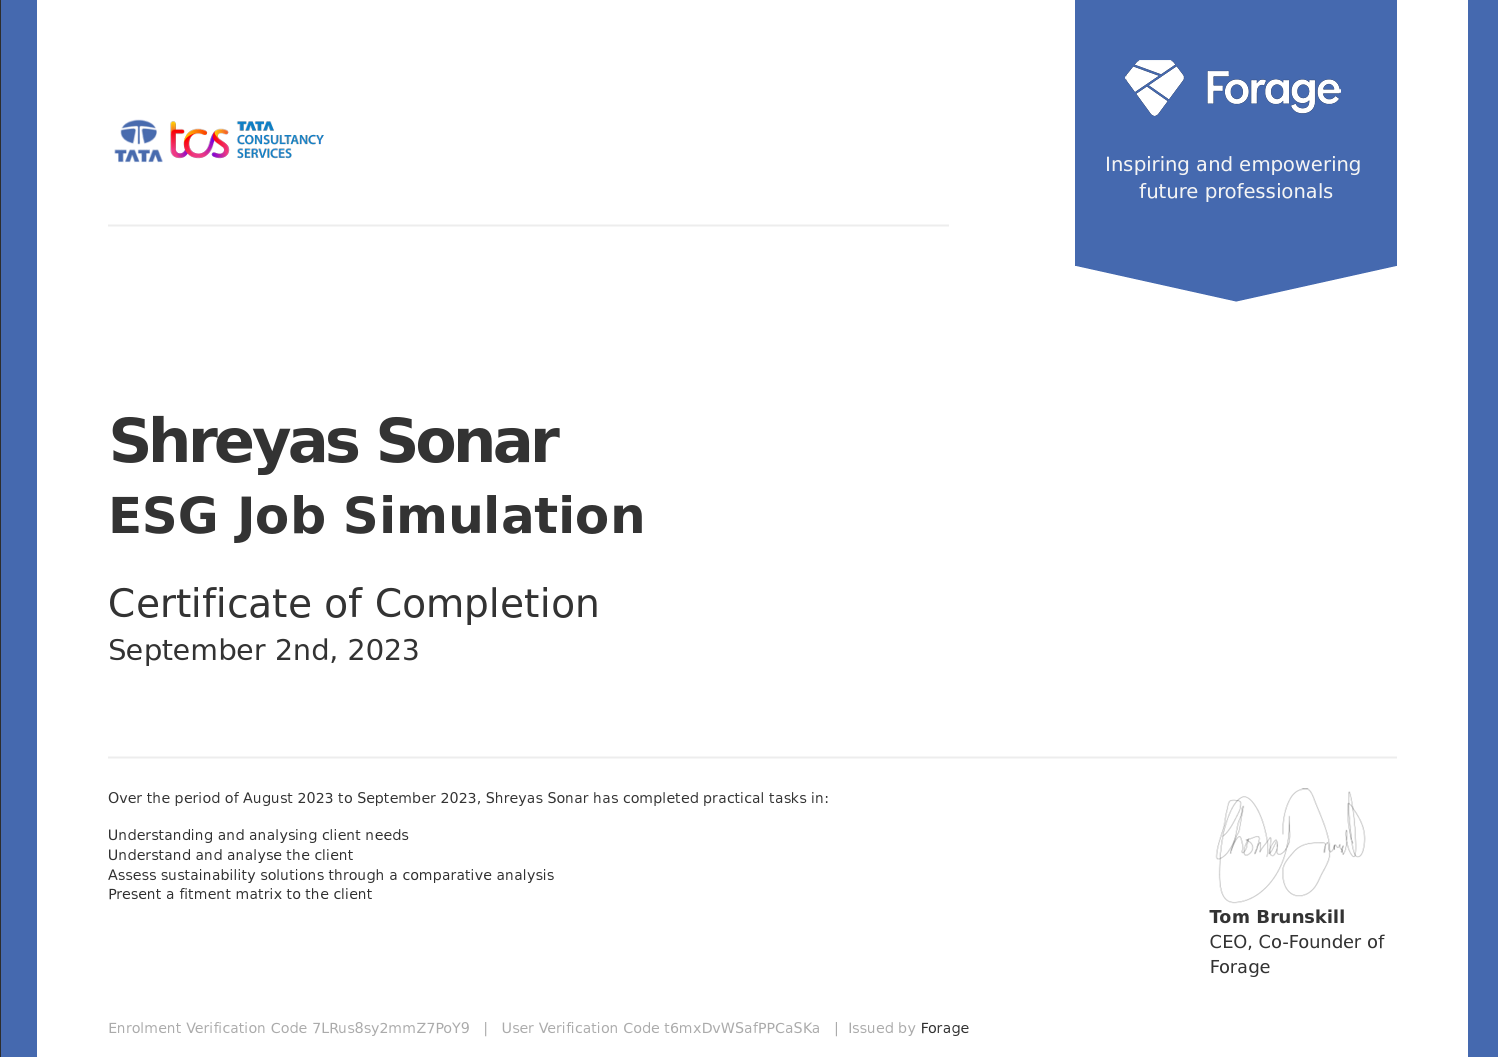 TATA
tcs
TATA
CONSULTANCY
SERVICES
Forage
Inspiring and empowering
future professionals
Shreyas Sonar
ESG Job Simulation
Certificate of Completion
September 2nd, 2023
Over the period of August 2023 to September 2023, Shreyas Sonar has completed practical tasks in:
Understanding and analysing client needs
Understand and analyse the client
Assess sustainability solutions through a comparative analysis
Present a fitment matrix to the client
Tom Brunskill
CEO, Co-Founder of
Forage
Enrolment Verification Code 7LRus8sy2mmZ7PoY9 | User Verification Code t6mxDvWSafPPCaSKa | Issued by Forage